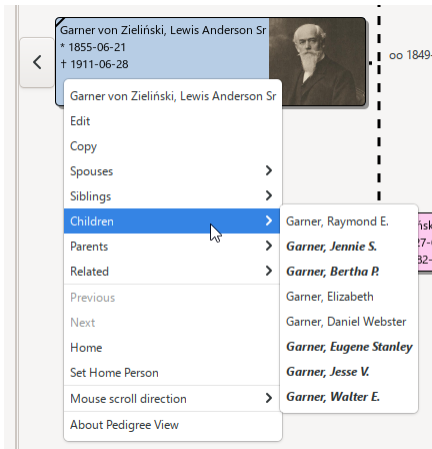 Garner von Zieliński, Lewis Anderson Sr
* 1855-06-21
† 1911-06-28
oo 1849-
Garner von Zieliński, Lewis Anderson Sr
Edit
Copy
Spouses
Siblings
Children
Parents
Related
Previous
Next
Home
Set Home Person
Mouse scroll direction
About Pedigree View
Garner, Raymond E.
Garner, Jennie S.
Garner, Bertha P.
Garner, Elizabeth
Garner, Daniel Webster
Garner, Eugene Stanley
Garner, Jesse V.
Garner, Walter E.